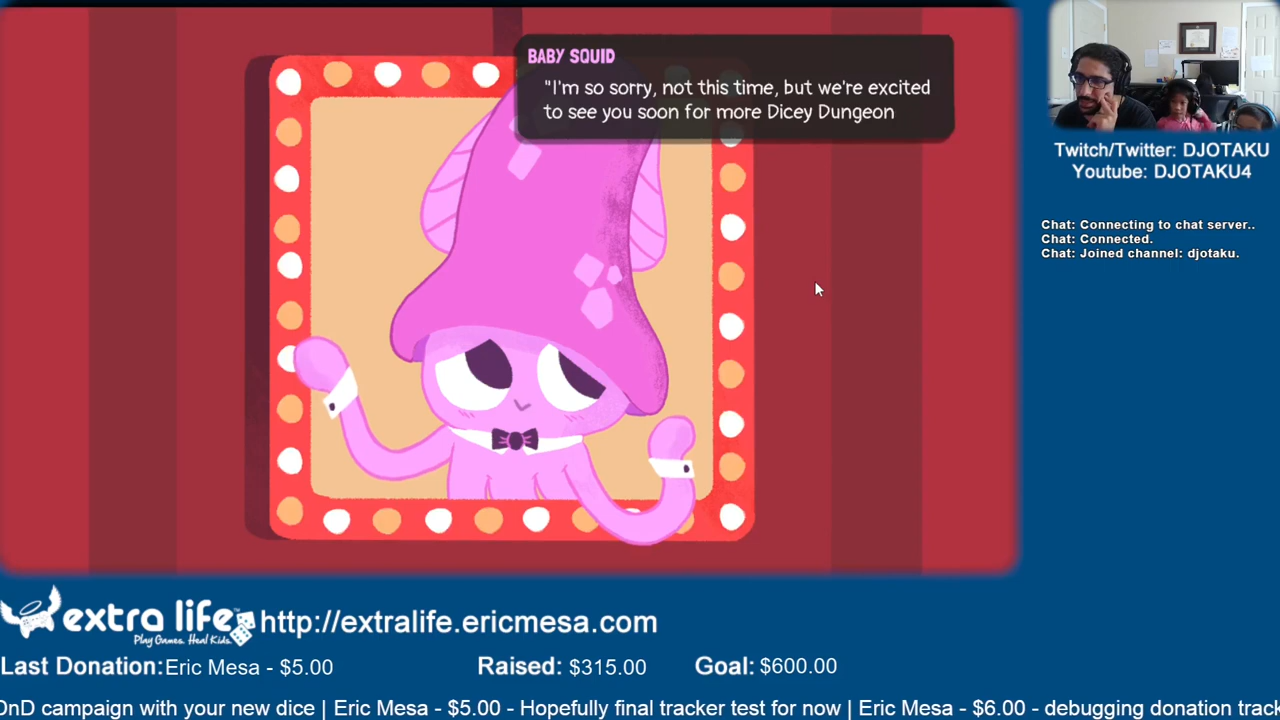 BABY SQUID
"I'm so sorry, not this time, but we're excited
to see you soon for more Dicey Dungeon
Twitch/Twitter: DJOTAKU
Youtube: DJOTAKU4
Chat: Connecting to chat server..
Chat: Connected.
Chat: Joined channel: djotaku.
extra life
Play Games. Heal Kids.
http://extralife.ericmesa.com
Last Donation: Eric Mesa - $5.00
Raised: $315.00
Goal: $600.00
DnD campaign with your new dice | Eric Mesa - $5.00 - Hopefully final tracker test for now | Eric Mesa - $6.00 - debugging donation track